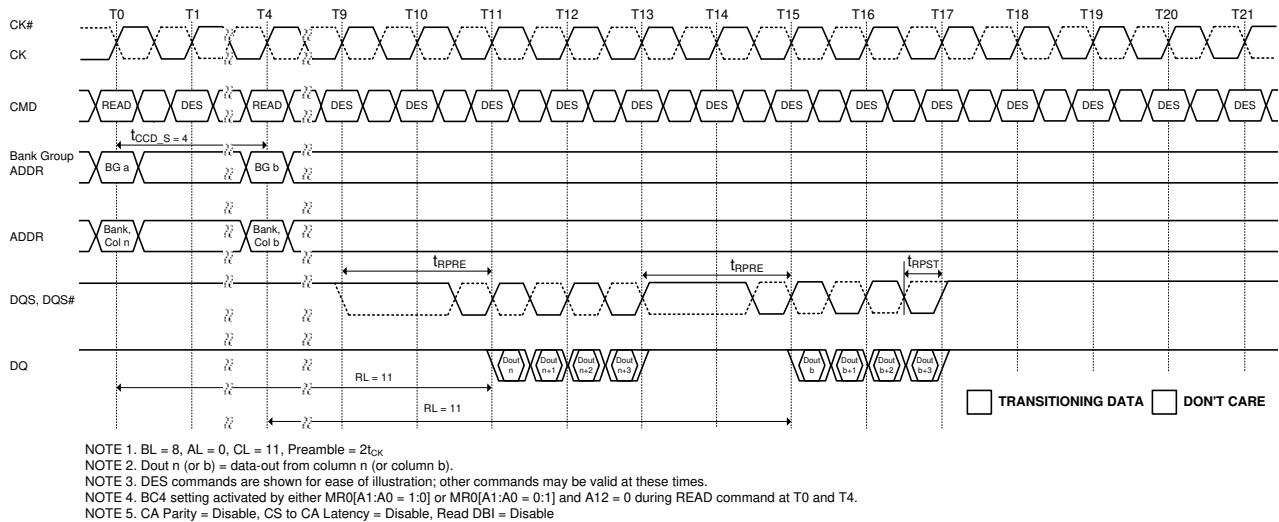 T0 T1 T4 T9 T10 T11 T12 T13 T14 T15 T16 T17 T18 T19 T20 T21
CK#
CK
CMD READ DES READ DES DES DES DES DES DES DES DES DES DES DES DES DES
tCCD_S = 4
Bank Group
ADDR
BG a BG b
ADDR
Bank, Col n
Bank, Col b
tRPRE tRPRE tRPST
DQS, DQS#
DQ
Dout n
Dout n+1
Dout n+2
Dout n+3
Dout b
Dout b+1
Dout b+2
Dout b+3
RL = 11
RL = 11
TRANSITIONING DATA DON'T CARE
NOTE 1. BL = 8, AL = 0, CL = 11, Preamble = 2tCK
NOTE 2. Dout n (or b) = data-out from column n (or column b).
NOTE 3. DES commands are shown for ease of illustration; other commands may be valid at these times.
NOTE 4. BC4 setting activated by either MR0[A1:A0 = 1:0] or MR0[A1:A0 = 0:1] and A12 = 0 during READ command at T0 and T4.
NOTE 5. CA Parity = Disable, CS to CA Latency = Disable, Read DBI = Disable